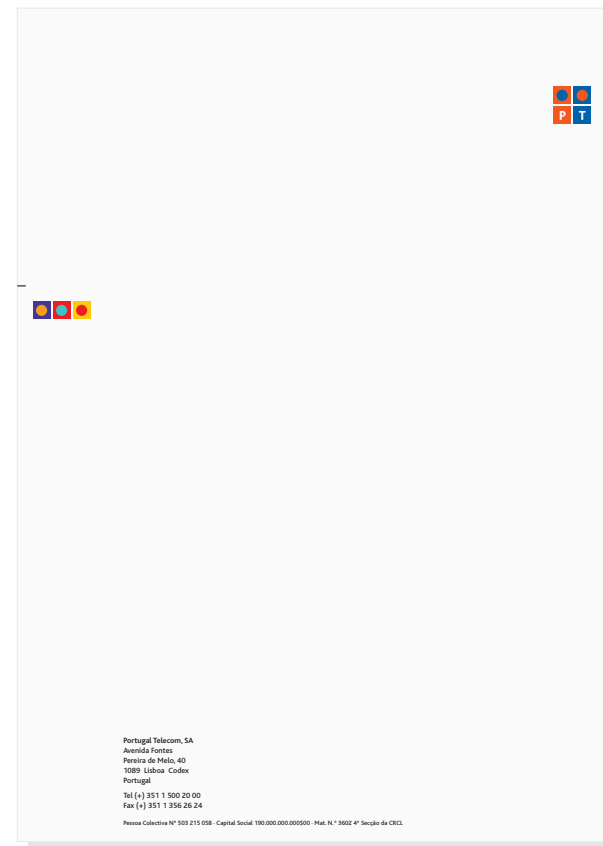 P T
Portugal Telecom, SA
Avenida Fontes
Pereira de Melo, 40
1089 Lisboa Codex
Portugal
Tel (+) 351 1 500 20 00
Fax (+) 351 1 356 26 24
Pessoa Colectiva Nº 503 215 058 - Capital Social 190.000.000.000$00 - Mat. N.º 3602 4ª Secção da CRCL